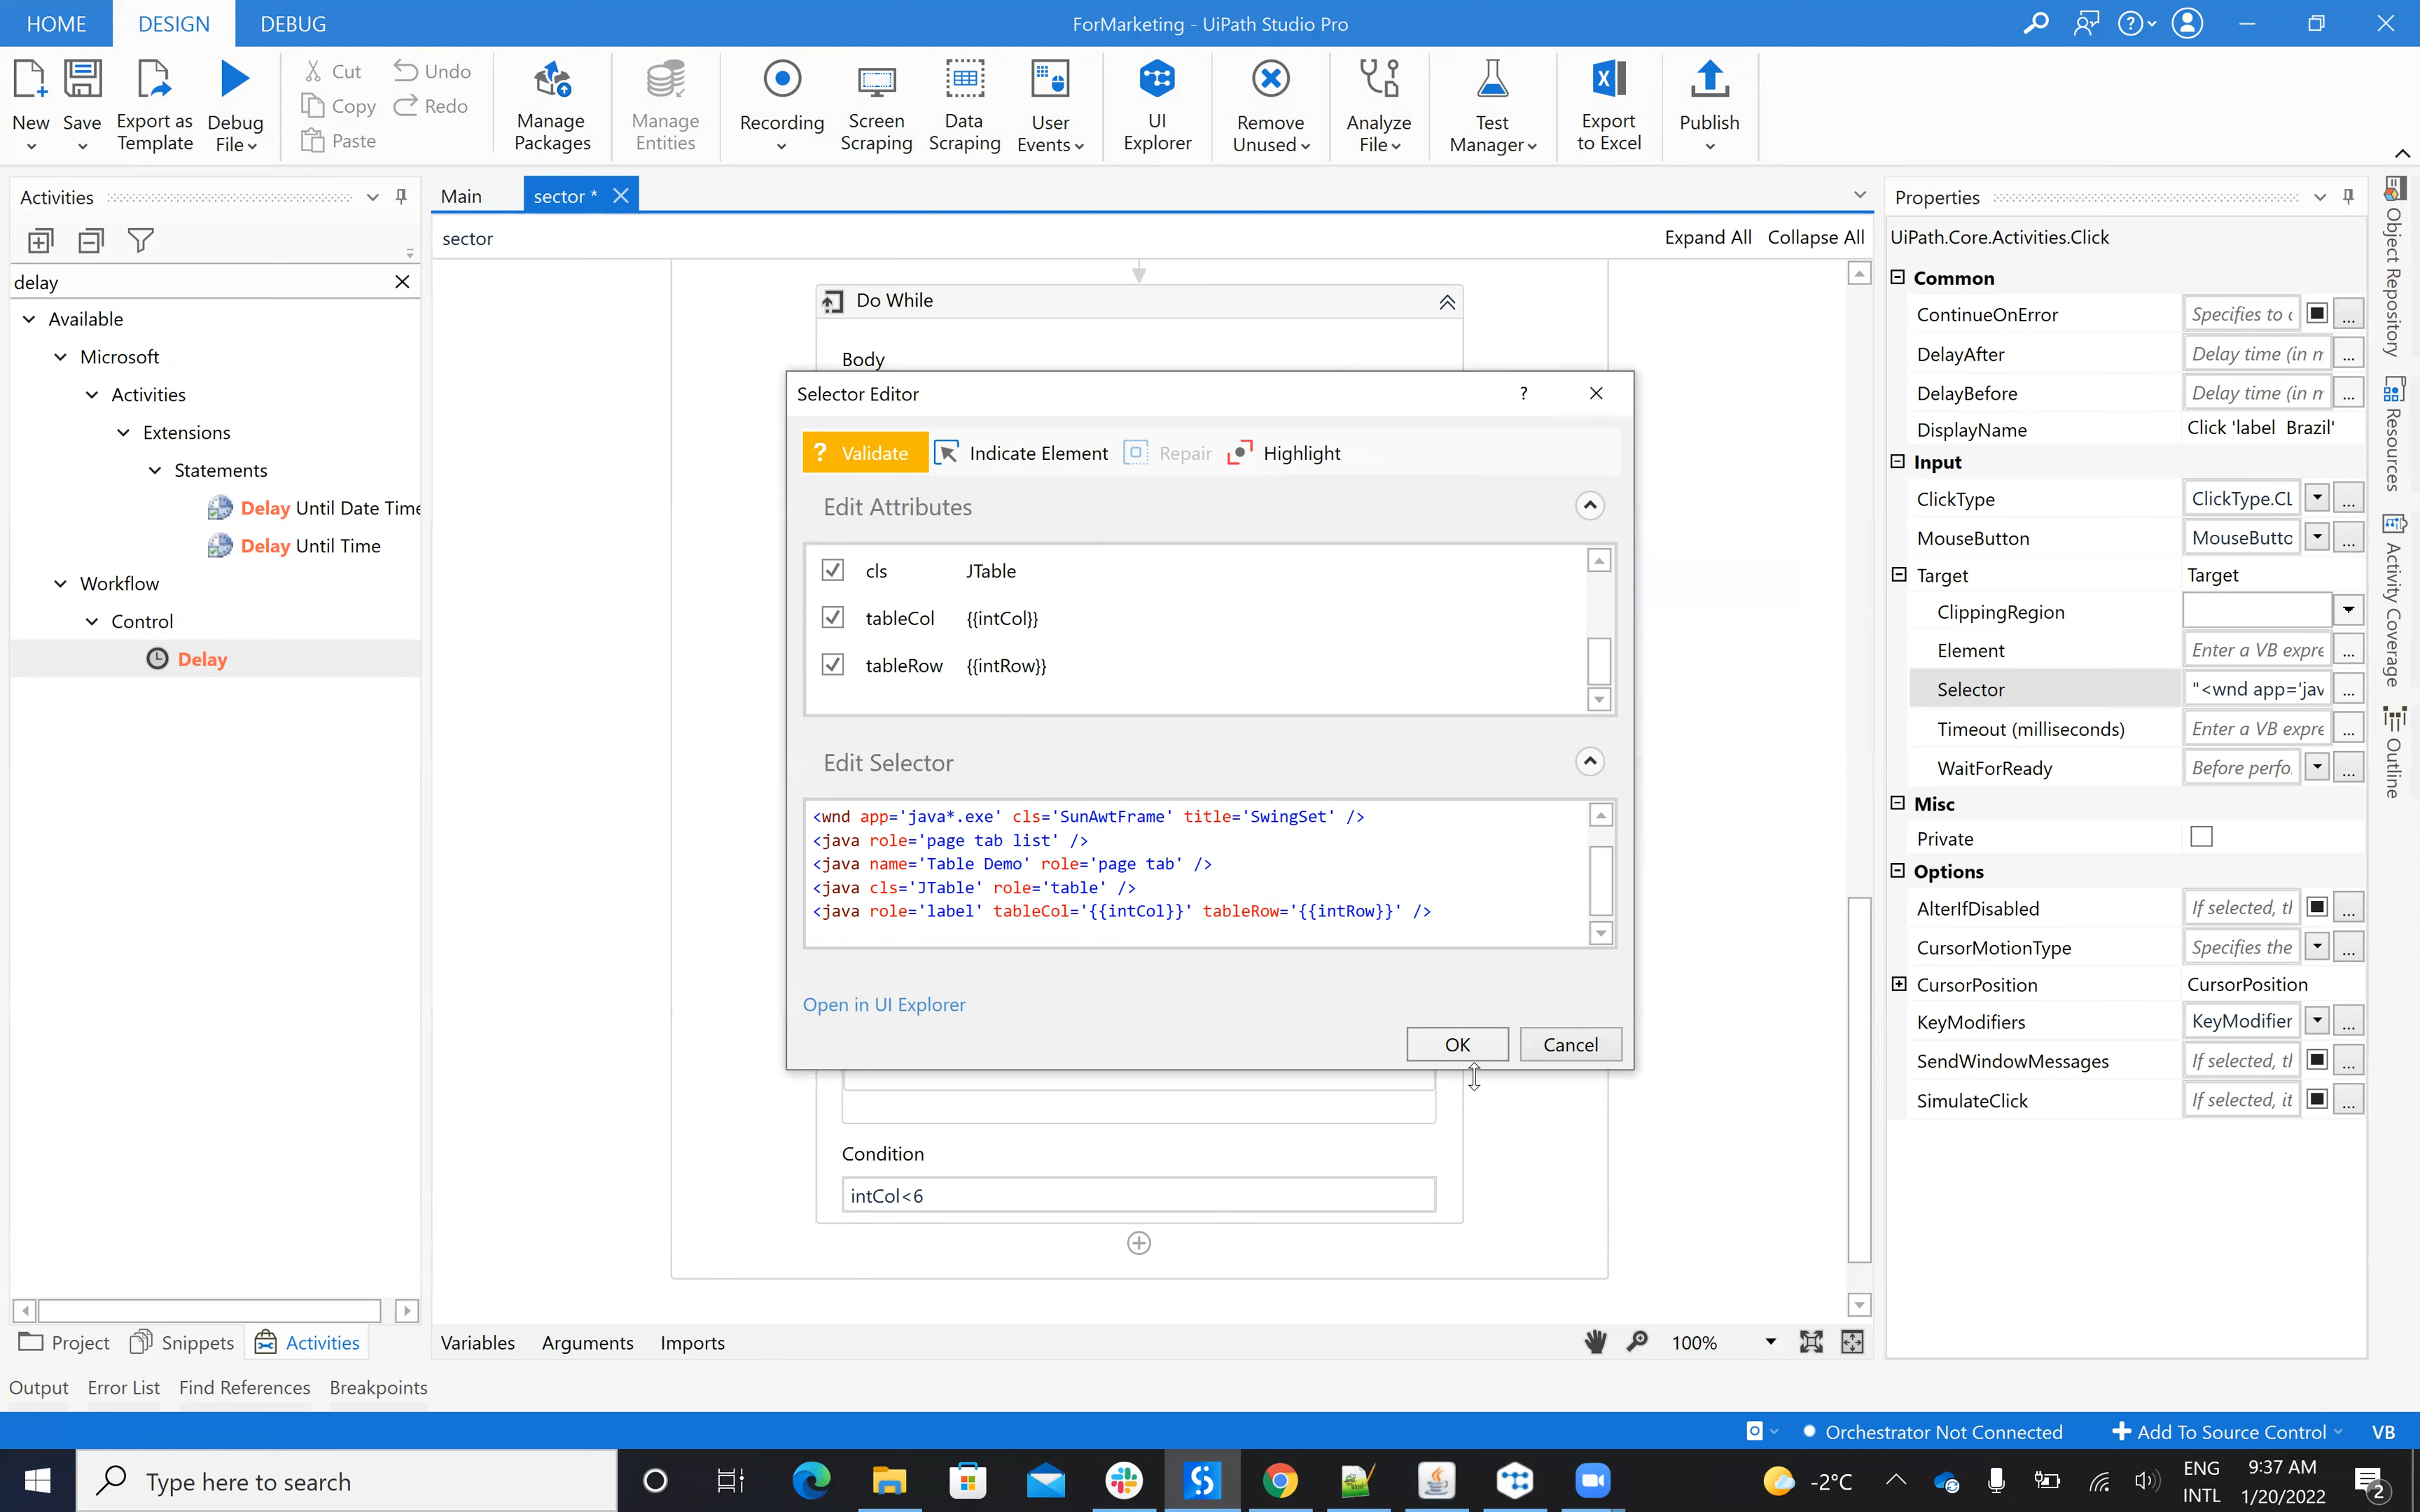 HOME DESIGN DEBUG ForMarketing - UiPath Studio Pro
New Save Export as Template Debug File
Cut Copy Paste Undo Redo
Manage Packages
Manage Entities
Recording
Screen Scraping
Data Scraping
User Events
UI Explorer
Remove Unused
Analyze File
Test Manager
Export to Excel
Publish
Activities
delay
Available
Microsoft
Activities
Extensions
Statements
Delay Until Date Time
Delay Until Time
Workflow
Control
Delay
Project Snippets Activities
Main sector *
sector Expand All Collapse All
Do While
Body
Selector Editor ?
? Validate Indicate Element Repair Highlight
Edit Attributes
cls JTable
tableCol {{intCol}}
tableRow {{intRow}}
Edit Selector
<wnd app='java*.exe' cls='SunAwtFrame' title='SwingSet' />
<java role='page tab list' />
<java name='Table Demo' role='page tab' />
<java cls='JTable' role='table' />
<java role='label' tableCol='{{intCol}}' tableRow='{{intRow}}' />
Open in UI Explorer
OK Cancel
Condition
intCol<6
Variables Arguments Imports 100%
Properties
UiPath.Core.Activities.Click
Common
ContinueOnError Specifies to c ...
DelayAfter Delay time (in m ...
DelayBefore Delay time (in m ...
DisplayName Click 'label Brazil'
Input
ClickType ClickType.CL ...
MouseButton MouseButto ...
Target Target
ClippingRegion
Element Enter a VB expre ...
Selector "<wnd app='jav ...
Timeout (milliseconds) Enter a VB expre ...
WaitForReady Before perfo. ...
Misc
Private
Options
AlterIfDisabled If selected, tl ...
CursorMotionType Specifies the ...
CursorPosition CursorPosition
KeyModifiers KeyModifier ...
SendWindowMessages If selected, tl ...
SimulateClick If selected, it ...
Object Repository
Resources
Activity Coverage
Outline
Output Error List Find References Breakpoints
Orchestrator Not Connected Add To Source Control VB
Type here to search
-2°C
ENG
INTL
9:37 AM
1/20/2022
2